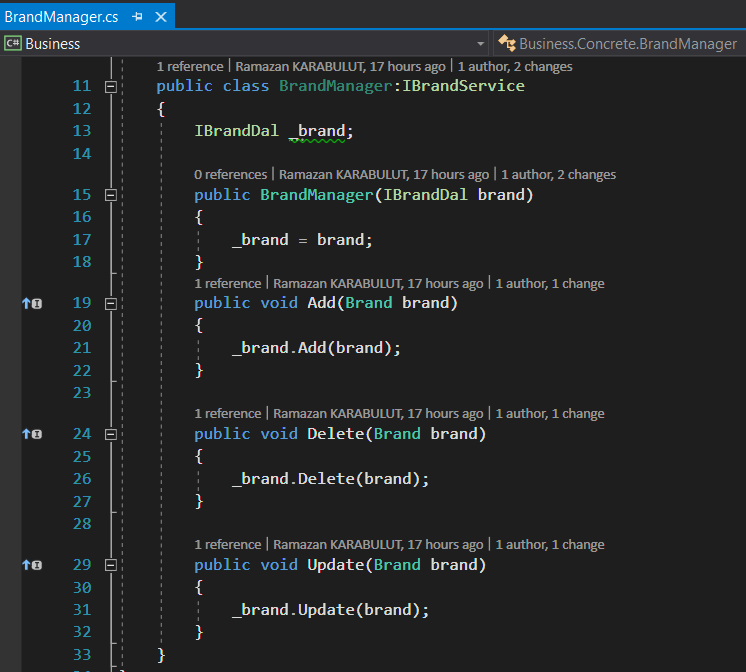 BrandManager.cs
C# Business
Business.Concrete.BrandManager
1 reference | Ramazan KARABULUT, 17 hours ago | 1 author, 2 changes
11 public class BrandManager:IBrandService
12 {
13 IBrandDal _brand;
14
0 references | Ramazan KARABULUT, 17 hours ago | 1 author, 2 changes
15 public BrandManager(IBrandDal brand)
16 {
17 _brand = brand;
18 }
1 reference | Ramazan KARABULUT, 17 hours ago | 1 author, 1 change
19 public void Add(Brand brand)
20 {
21 _brand.Add(brand);
22 }
23
1 reference | Ramazan KARABULUT, 17 hours ago | 1 author, 1 change
24 public void Delete(Brand brand)
25 {
26 _brand.Delete(brand);
27 }
28
1 reference | Ramazan KARABULUT, 17 hours ago | 1 author, 1 change
29 public void Update(Brand brand)
30 {
31 _brand.Update(brand);
32 }
33 }